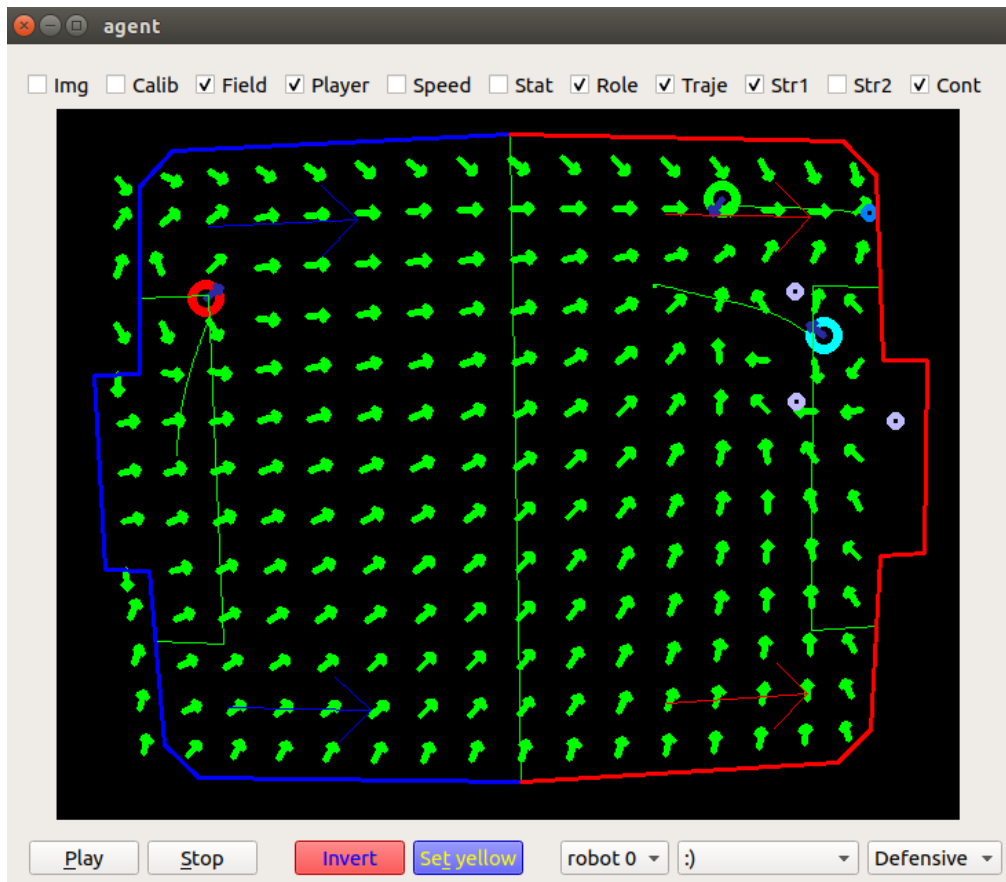 agent
Img Calib Field Player Speed Stat Role Traje Str1 Str2 Cont
Play Stop Invert Set yellow robot 0 :) Defensive